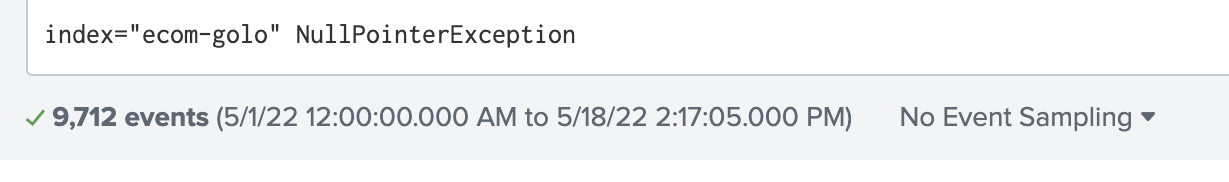 index="ecom-golo" NullPointerException
9,712 events (5/1/22 12:00:00.000 AM to 5/18/22 2:17:05.000 PM) No Event Sampling